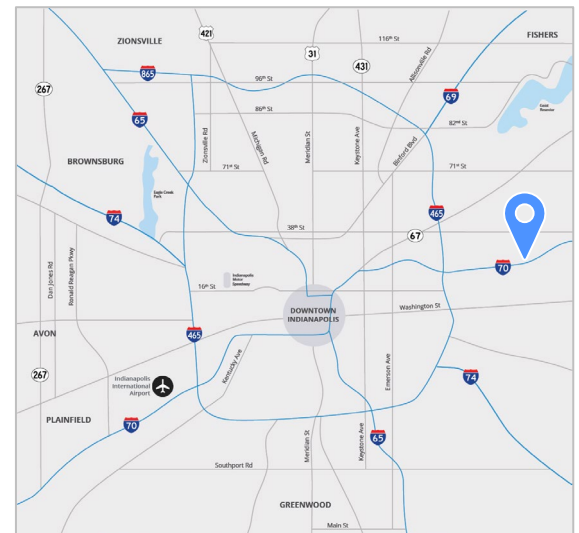 421
ZIONSVILLE
FISHERS
116th St
31
431
Allisonville Rd
865
96th St
267
69
86th St
65
82nd St
Geist
Reservoir
Zionsville Rd
Michigan Rd
Meridian St
Keystone Ave
Binford Blvd
BROWNSBURG
71st St
71st St
Eagle Creek
Park
74
465
38th St
67
70
Dan Jones Rd
Ronald Reagan Pkwy
Indianapolis
Motor
Speedway
16th St
Washington St
DOWNTOWN
INDIANAPOLIS
AVON
465
267
Kentucky Ave
Emerson Ave
74
Indianapolis
International
Airport
PLAINFIELD
70
Meridian St
Keystone Ave
65
Southport Rd
GREENWOOD
Main St